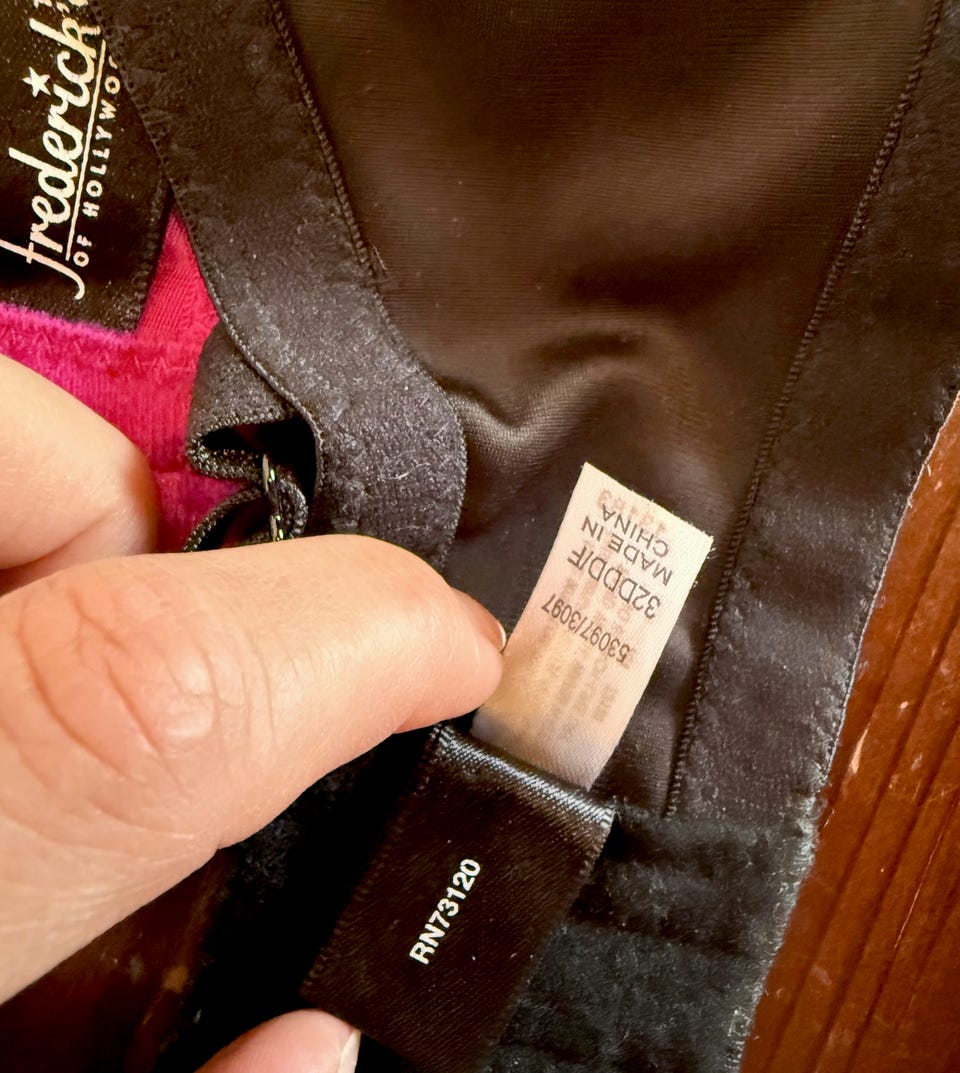 frederick's
OF HOLLYWO
53097/3097
32DDD/F
MADE IN
CHINA
RN73120